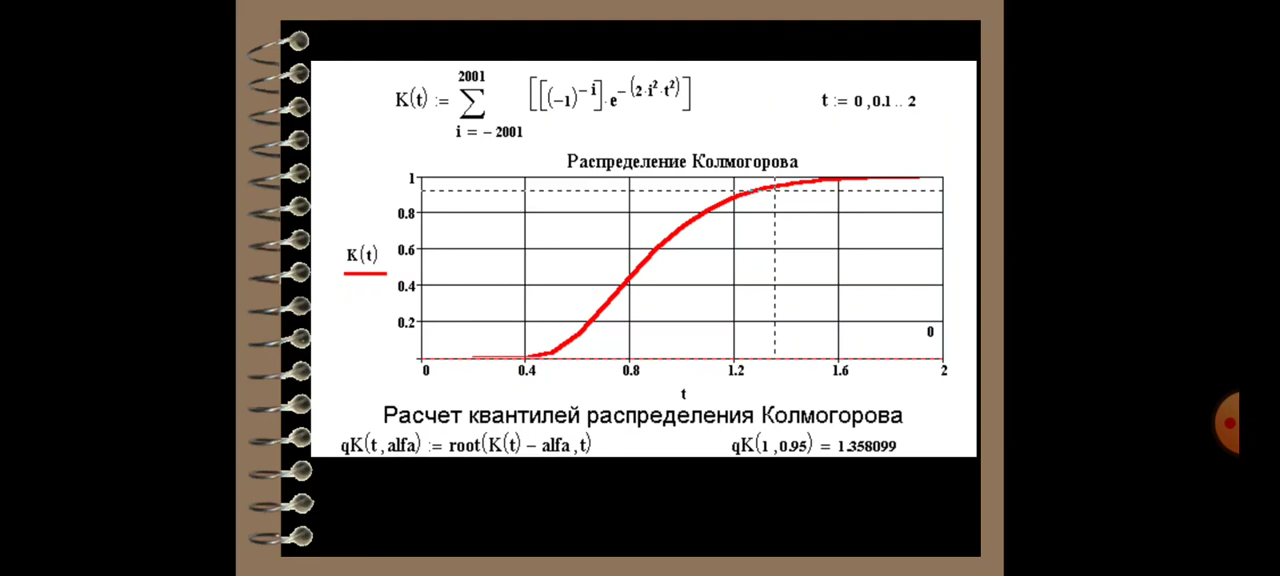 2001
K(t) := ∑ [[(−1)^−i]·e^−(2·i²·t²)]
i = − 2001
t := 0 , 0.1 .. 2
Распределение Колмогорова
1
0.8
0.6
0.4
0.2
K(t)
0
0 0.4 0.8 1.2 1.6 2
t
Расчет квантилей распределения Колмогорова
qK(t , alfa) := root(K(t) − alfa , t)
qK(1 , 0.95) = 1.358099